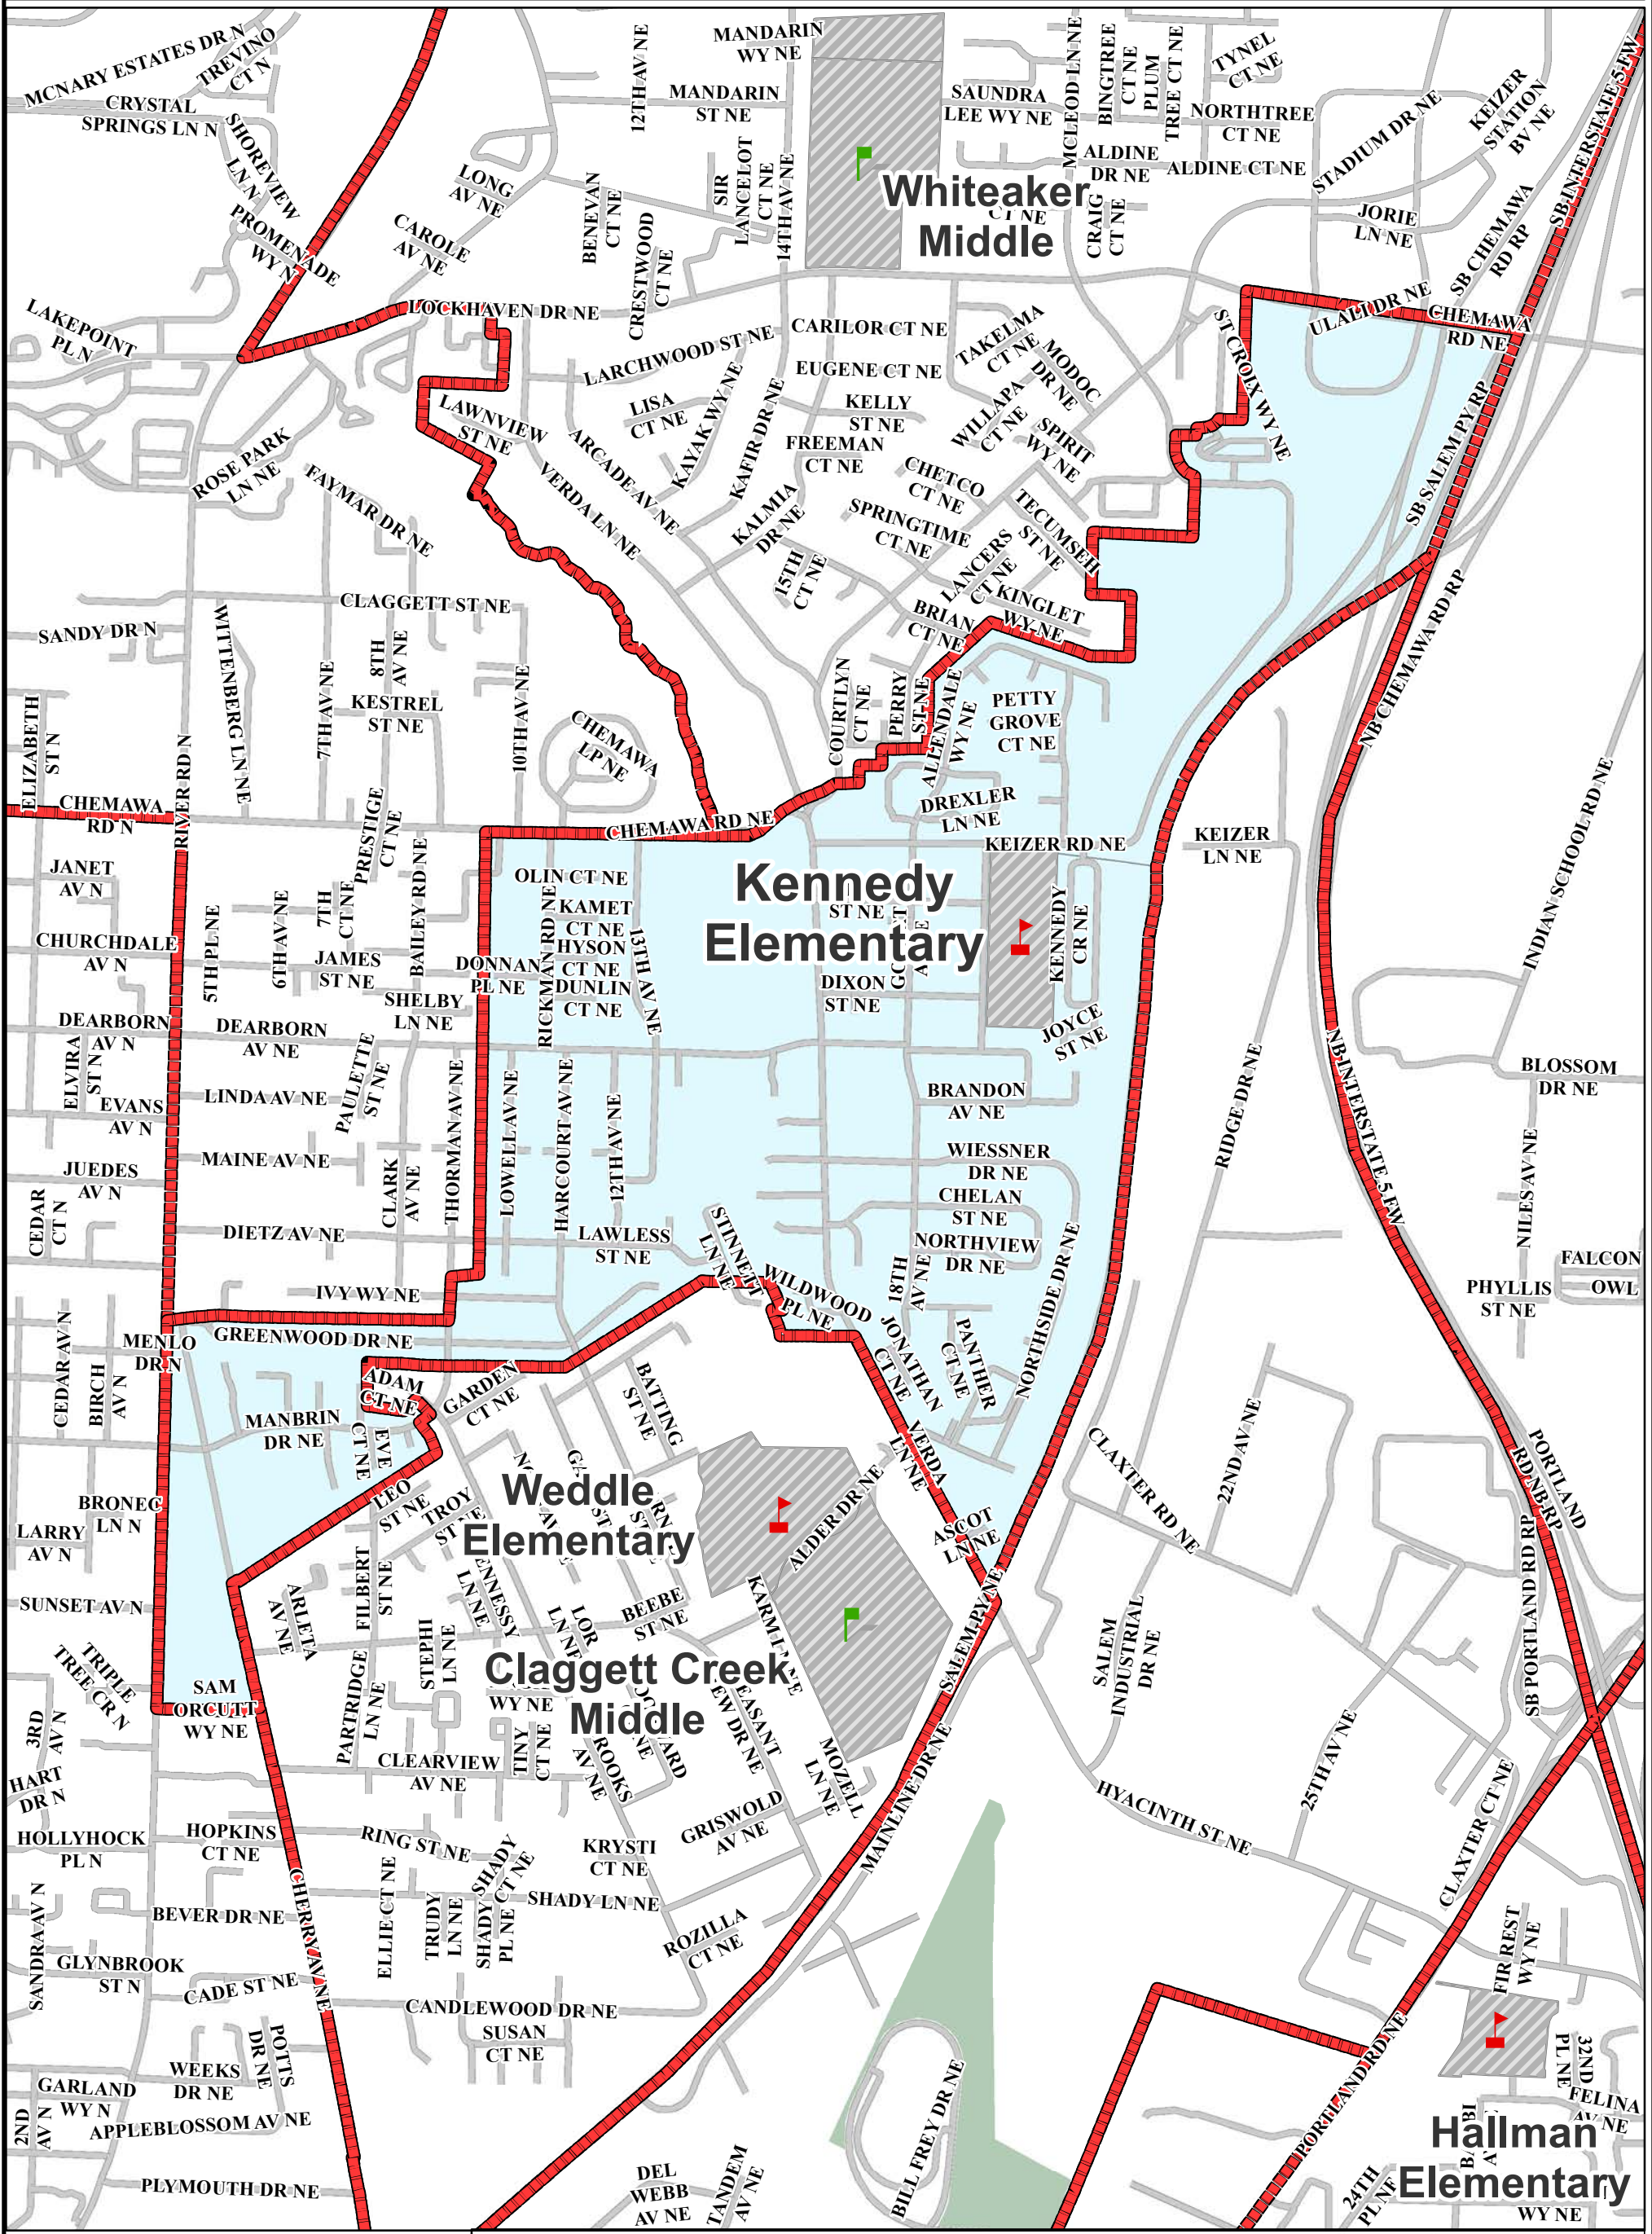 MCNARY ESTATES DR N
TREVINO
CT N
CRYSTAL
SPRINGS LN N
SHOREVIEW
LN N
PROMENADE
WY N
LAKEPOINT
PL N
LONG
AV NE
CAROLE
AV NE
12TH AV NE
MANDARIN
WY NE
MANDARIN
ST NE
BENEVAN
CT NE
CRESTWOOD
CT NE
SIR
LANCELOT
CT NE
14TH AV NE
Whiteaker
Middle
CT NE
SAUNDRA
LEE WY NE
MCLEOD LN NE
BINGTREE
CT NE
PLUM
TREE CT NE
TYNEL
CT NE
NORTHTREE
CT NE
ALDINE
DR NE
ALDINE CT NE
CRAIG
CT NE
STADIUM DR NE
KEIZER
STATION
BV NE
JORIE
LN NE
SB CHEMAWA
RD RP
SB INTERSTATE 5 FW
LOCKHAVEN DR NE
LARCHWOOD ST NE
CARILOR CT NE
EUGENE CT NE
TAKELMA
CT NE
MODOC
DR NE
ST CROIX WY NE
ULALI DR NE
CHEMAWA
RD NE
LAWNVIEW
ST NE
LISA
CT NE
KAYAK WY NE
KAFIR DR NE
KELLY
ST NE
FREEMAN
CT NE
WILLAPA
CT NE
SPIRIT
WY NE
SB SALEM PY RP
ROSE PARK
LN NE
FAYMAR DR NE
VERDA LN NE
ARCADE AV NE
KALMIA
DR NE
CHETCO
CT NE
SPRINGTIME
CT NE
TECUMSEH
ST NE
15TH
CT NE
LANCERS
CT NE
KINGLET
WY NE
BRIAN
CT NE
CLAGGETT ST NE
SANDY DR N
WITTENBERG LN NE
8TH
AV NE
7TH AV NE
KESTREL
ST NE
10TH AV NE
CHEMAWA
LP NE
COURTLYN
CT NE
PERRY
ST NE
ALLENDALE
WY NE
PETTY
GROVE
CT NE
NB CHEMAWA RD RP
ELIZABETH
ST N
RIVER RD N
CHEMAWA
RD N
PRESTIGE
CT NE
CHEMAWA RD NE
DREXLER
LN NE
KEIZER RD NE
KEIZER
LN NE
INDIAN SCHOOL RD NE
JANET
AV N
CHURCHDALE
AV N
5TH PL NE
6TH AV NE
7TH
CT NE
JAMES
ST NE
BAILEY RD NE
SHELBY
LN NE
OLIN CT NE
KAMET
CT NE
HYSON
CT NE
DUNLIN
CT NE
DONNAN
PL NE
RICKMAN RD NE
13TH AV NE
Kennedy
Elementary
ST NE
DIXON
ST NE
KENNEDY
CR NE
JOYCE
ST NE
DEARBORN
AV N
DEARBORN
AV NE
ELVIRA
ST N
EVANS
AV N
LINDA AV NE
PAULETTE
ST NE
BRANDON
AV NE
RIDGE DR NE
NB INTERSTATE 5 FW
BLOSSOM
DR NE
JUEDES
AV N
CEDAR
CT N
MAINE AV NE
CLARK
AV NE
THORMAN AV NE
LOWELL AV NE
HARCOURT AV NE
12TH AV NE
DIETZ AV NE
LAWLESS
ST NE
STINNETT
LN NE
WIESSNER
DR NE
CHELAN
ST NE
NORTHVIEW
DR NE
18TH
AV NE
NORTHSIDE DR NE
NILES AV NE
FALCON
OWL
PHYLLIS
ST NE
IVY WY NE
GREENWOOD DR NE
WILDWOOD
PL NE
MENLO
DR N
CEDAR AV N
BIRCH
AV N
ADAM
CT NE
GARDEN
CT NE
BATTING
ST NE
JONATHAN
CT NE
PANTHER
CT NE
MANBRIN
DR NE
EVE
CT NE
VERDA
LN NE
CLAXTER RD NE
22ND AV NE
PORTLAND
RD NB RP
BRONEC
LN N
LARRY
AV N
LEO
ST NE
TROY
ST NE
Weddle
Elementary
ALDER DR NE
ASCOT
LN NE
SB PORTLAND RD RP
SUNSET AV N
ARLETA
AV NE
FILBERT
ST NE
LN NE
STEPHI
LN NE
LN NE
BEEBE
ST NE
SALEM PY NE
SALEM
INDUSTRIAL
DR NE
TRIPLE
TREE CR N
3RD
AV N
SAM
ORCUTT
WY NE
PARTRIDGE
LN NE
Claggett Creek
Middle
WY NE
TINY
CT NE
CLEARVIEW
AV NE
MOZELL
LN NE
MAINLINE DR NE
HART
DR N
HOLLYHOCK
PL N
HOPKINS
CT NE
RING ST NE
KRYSTI
CT NE
GRISWOLD
AV NE
HYACINTH ST NE
25TH AV NE
CLAXTER CT NE
SANDRA AV N
BEVER DR NE
CHERRY AV NE
ELLIE CT NE
TRUDY
LN NE
SHADY
PL NE
SHADY
CT NE
SHADY LN NE
ROZILLA
CT NE
FIR REST
WY NE
GLYNBROOK
ST N
CADE ST NE
CANDLEWOOD DR NE
SUSAN
CT NE
WEEKS
DR NE
POTTS
DR NE
GARLAND
WY N
2ND
AV N
APPLEBLOSSOM AV NE
PLYMOUTH DR NE
DEL
WEBB
AV NE
TANDEM
AV NE
BILL FREY DR NE
PORTLAND RD NE
32ND
PL NE
FELINA
AV NE
Hallman
Elementary
24TH
PL NE
WY NE